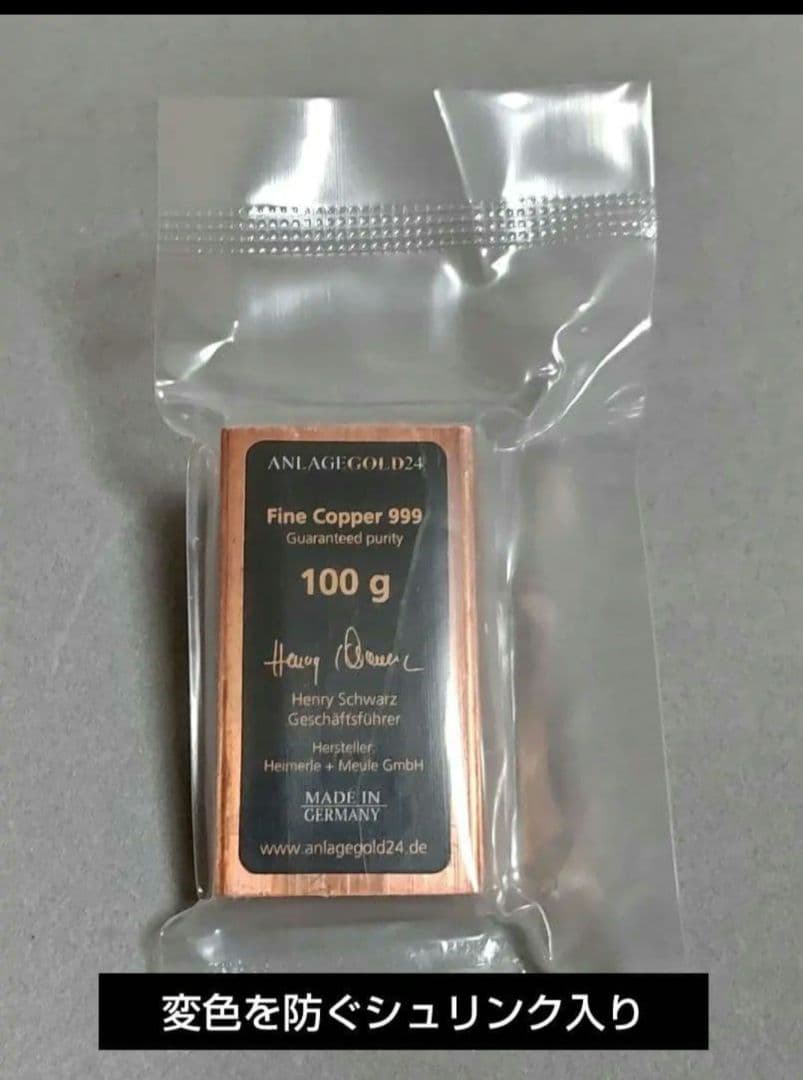 ANLAGEGOLD24
Fine Copper 999
Guaranteed purity
100 g
Henry Schwarz
Geschäftsführer
Hersteller:
Heimerle + Meule GmbH
MADE IN
GERMANY
www.anlagegold24.de
変色を防ぐシュリンク入り